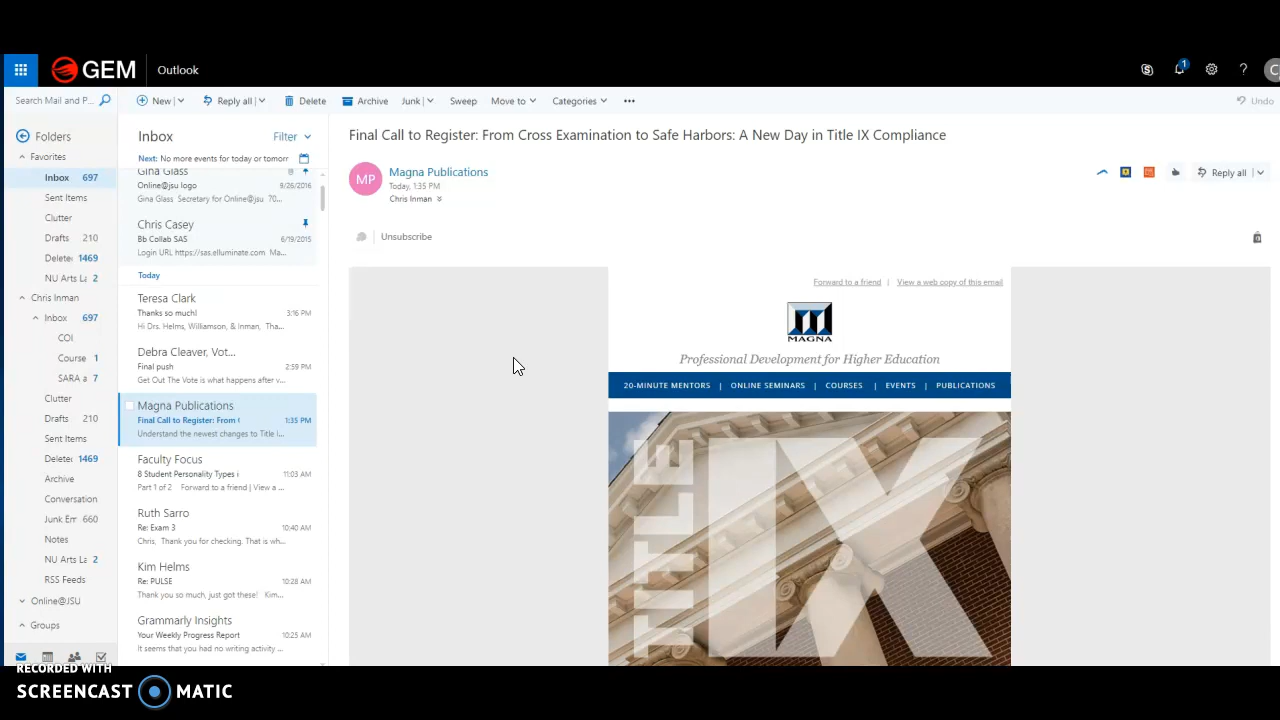 GEM Outlook 1 ?
Search Mail and P... New Reply all Delete Archive Junk Sweep Move to Categories ••• Undo
Folders
Favorites
Inbox 697
Sent Items
Clutter
Drafts 210
Delete 1469
NU Arts La 2
Chris Inman
Inbox 697
COI
Course 1
SARA a 7
Clutter
Drafts 210
Sent Items
Delete 1469
Archive
Conversation
Junk Em 660
Notes
NU Arts La 2
RSS Feeds
Online@JSU
Groups
Inbox Filter
Next: No more events for today or tomorr
Gina Glass
Online@jsu logo 9/26/2016
Gina Glass Secretary for Online@jsu 70...
Chris Casey
Bb Collab SAS 6/19/2015
Login URL https://sas.elluminate.com Ma...
Today
Teresa Clark
Thanks so much! 3:16 PM
Hi Drs. Helms, Williamson, & Inman, Tha...
Debra Cleaver, Vot...
Final push 2:59 PM
Get Out The Vote is what happens after v...
Magna Publications
Final Call to Register: From C 1:35 PM
Understand the newest changes to Title I...
Faculty Focus
8 Student Personality Types i 11:03 AM
Part 1 of 2 Forward to a friend | View a ...
Ruth Sarro
Re: Exam 3 10:40 AM
Chris, Thank you for checking. That is wh...
Kim Helms
Re: PULSE 10:28 AM
Thank you so much, just got these! Kim...
Grammarly Insights
Your Weekly Progress Report 10:25 AM
It seems that you had no writing activity ...
Final Call to Register: From Cross Examination to Safe Harbors: A New Day in Title IX Compliance
MP Magna Publications
Today, 1:35 PM
Chris Inman
Reply all
Unsubscribe
Forward to a friend | View a web copy of this email
MAGNA
Professional Development for Higher Education
20-MINUTE MENTORS | ONLINE SEMINARS | COURSES | EVENTS | PUBLICATIONS
TITLE IX
RECORDED WITH
SCREENCAST MATIC